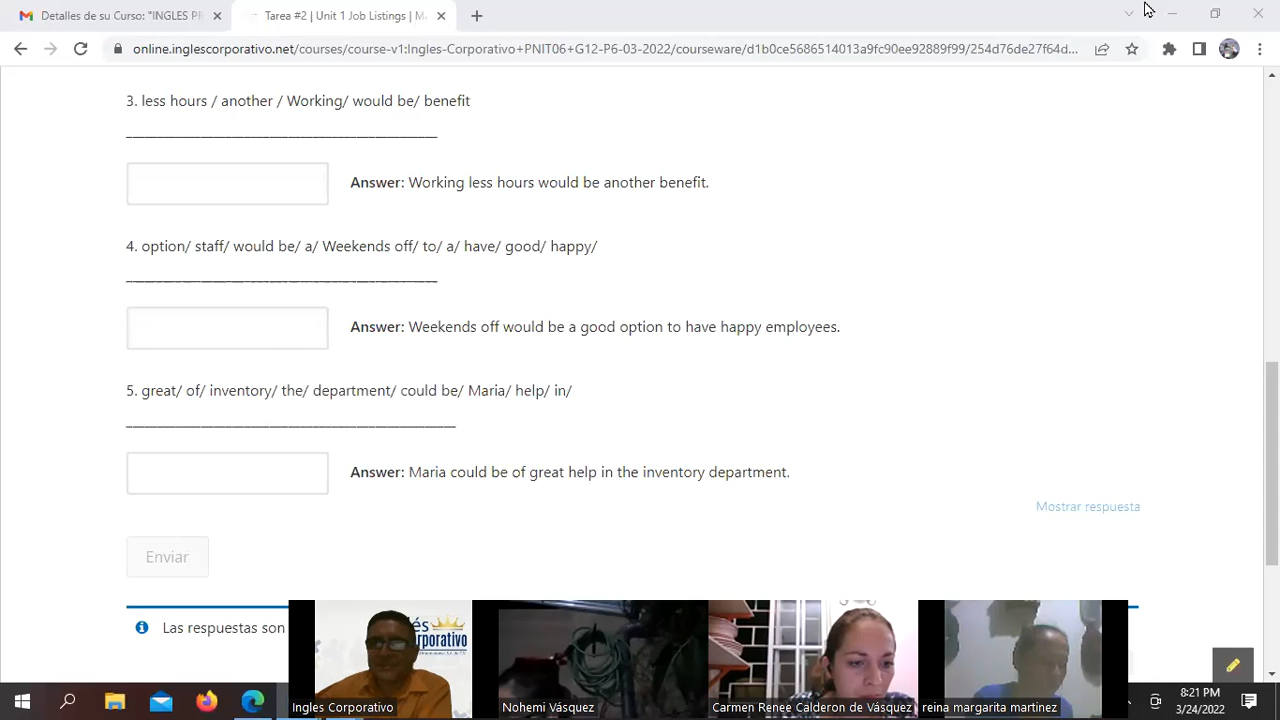 Detalles de su Curso: "INGLES PR
Tarea #2 | Unit 1 Job Listings | Ma
online.inglescorporativo.net/courses/course-v1:Ingles-Corporativo+PNIT06+G12-P6-03-2022/courseware/d1b0ce5686514013a9fc90ee92889f99/254d76de27f64d...
3. less hours / another / Working/ would be/ benefit
Answer: Working less hours would be another benefit.
4. option/ staff/ would be/ a/ Weekends off/ to/ a/ have/ good/ happy/
Answer: Weekends off would be a good option to have happy employees.
5. great/ of/ inventory/ the/ department/ could be/ Maria/ help/ in/
Answer: Maria could be of great help in the inventory department.
Mostrar respuesta
Enviar
Las respuestas son
és
rporativo
Ingles Corporativo
Nohemi Vásquez
Carmen Renee Calderon de Vásquez
reina margarita martinez
8:21 PM
3/24/2022